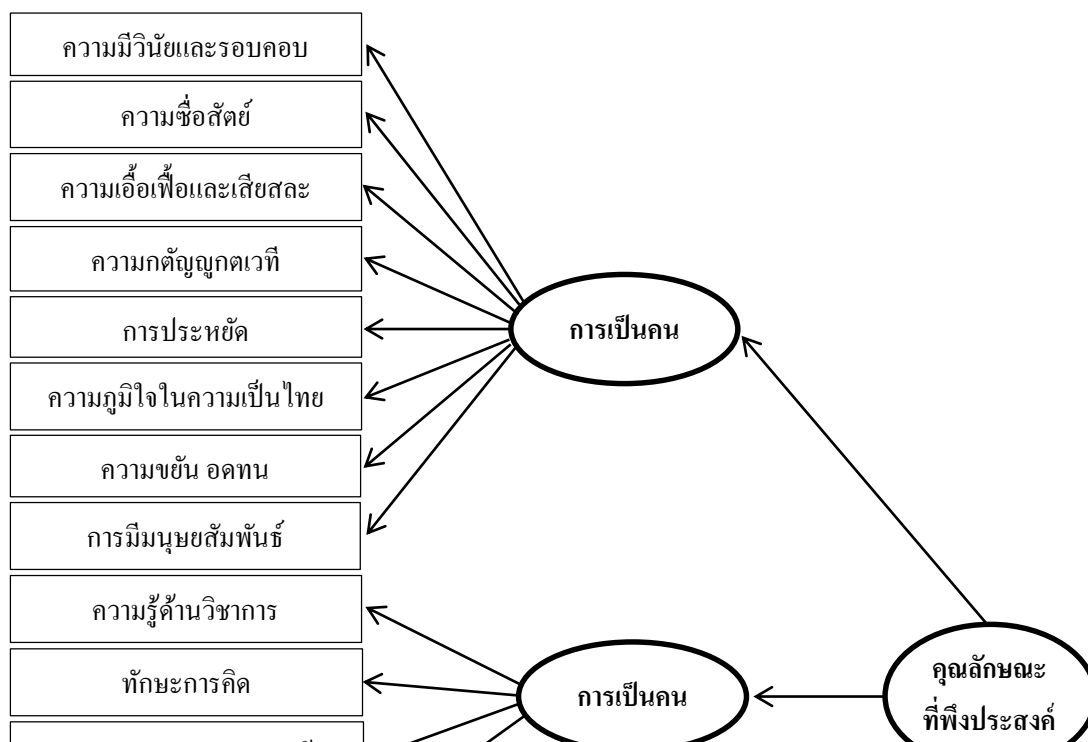 ความมีวินัยและรอบคอบ
ความซื่อสัตย์
ความเอื้อเฟื้อและเสียสละ
ความกตัญญูกตเวที
การประหยัด
ความภูมิใจในความเป็นไทย
ความขยัน อดทน
การมีมนุษยสัมพันธ์
การเป็นคน
ความรู้ด้านวิชาการ
ทักษะการคิด
การเป็นคน
คุณลักษณะ
ที่พึงประสงค์